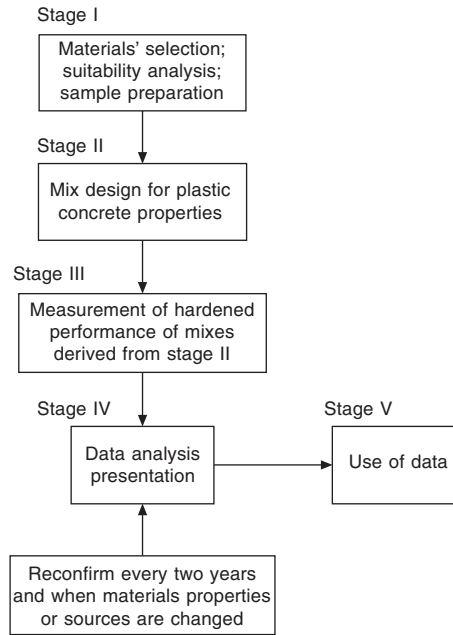 Stage I
Materials' selection;
suitability analysis;
sample preparation
Stage II
Mix design for plastic
concrete properties
Stage III
Measurement of hardened
performance of mixes
derived from stage II
Stage IV
Data analysis
presentation
Stage V
Use of data
Reconfirm every two years
and when materials properties
or sources are changed